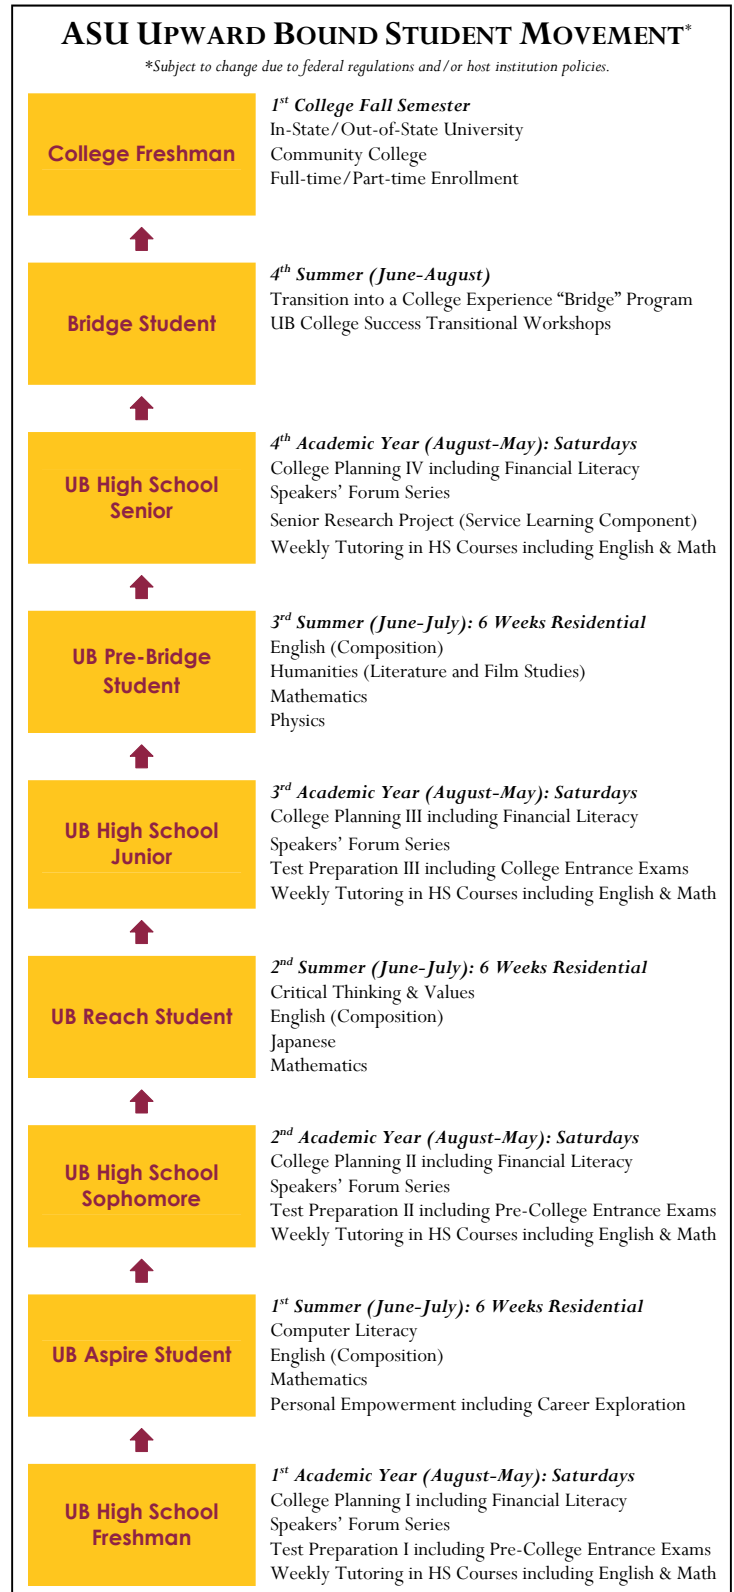 ASU UPWARD BOUND STUDENT MOVEMENT*
*Subject to change due to federal regulations and/or host institution policies.
College Freshman
1st College Fall Semester
In-State/Out-of-State University
Community College
Full-time/Part-time Enrollment
Bridge Student
4th Summer (June-August)
Transition into a College Experience “Bridge” Program
UB College Success Transitional Workshops
UB High School
Senior
4th Academic Year (August-May): Saturdays
College Planning IV including Financial Literacy
Speakers’ Forum Series
Senior Research Project (Service Learning Component)
Weekly Tutoring in HS Courses including English & Math
UB Pre-Bridge
Student
3rd Summer (June-July): 6 Weeks Residential
English (Composition)
Humanities (Literature and Film Studies)
Mathematics
Physics
UB High School
Junior
3rd Academic Year (August-May): Saturdays
College Planning III including Financial Literacy
Speakers’ Forum Series
Test Preparation III including College Entrance Exams
Weekly Tutoring in HS Courses including English & Math
UB Reach Student
2nd Summer (June-July): 6 Weeks Residential
Critical Thinking & Values
English (Composition)
Japanese
Mathematics
UB High School
Sophomore
2nd Academic Year (August-May): Saturdays
College Planning II including Financial Literacy
Speakers’ Forum Series
Test Preparation II including Pre-College Entrance Exams
Weekly Tutoring in HS Courses including English & Math
UB Aspire Student
1st Summer (June-July): 6 Weeks Residential
Computer Literacy
English (Composition)
Mathematics
Personal Empowerment including Career Exploration
UB High School
Freshman
1st Academic Year (August-May): Saturdays
College Planning I including Financial Literacy
Speakers’ Forum Series
Test Preparation I including Pre-College Entrance Exams
Weekly Tutoring in HS Courses including English & Math